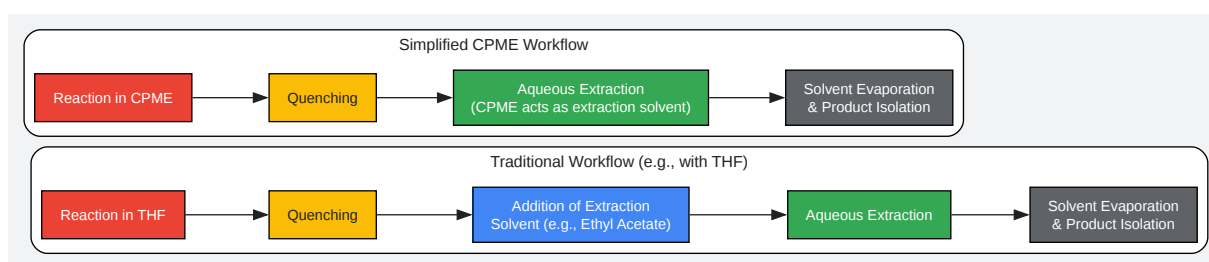 Simplified CPME Workflow
Reaction in CPME
Quenching
Aqueous Extraction
(CPME acts as extraction solvent)
Solvent Evaporation
& Product Isolation
Traditional Workflow (e.g., with THF)
Reaction in THF
Quenching
Addition of Extraction
Solvent (e.g., Ethyl Acetate)
Aqueous Extraction
Solvent Evaporation
& Product Isolation